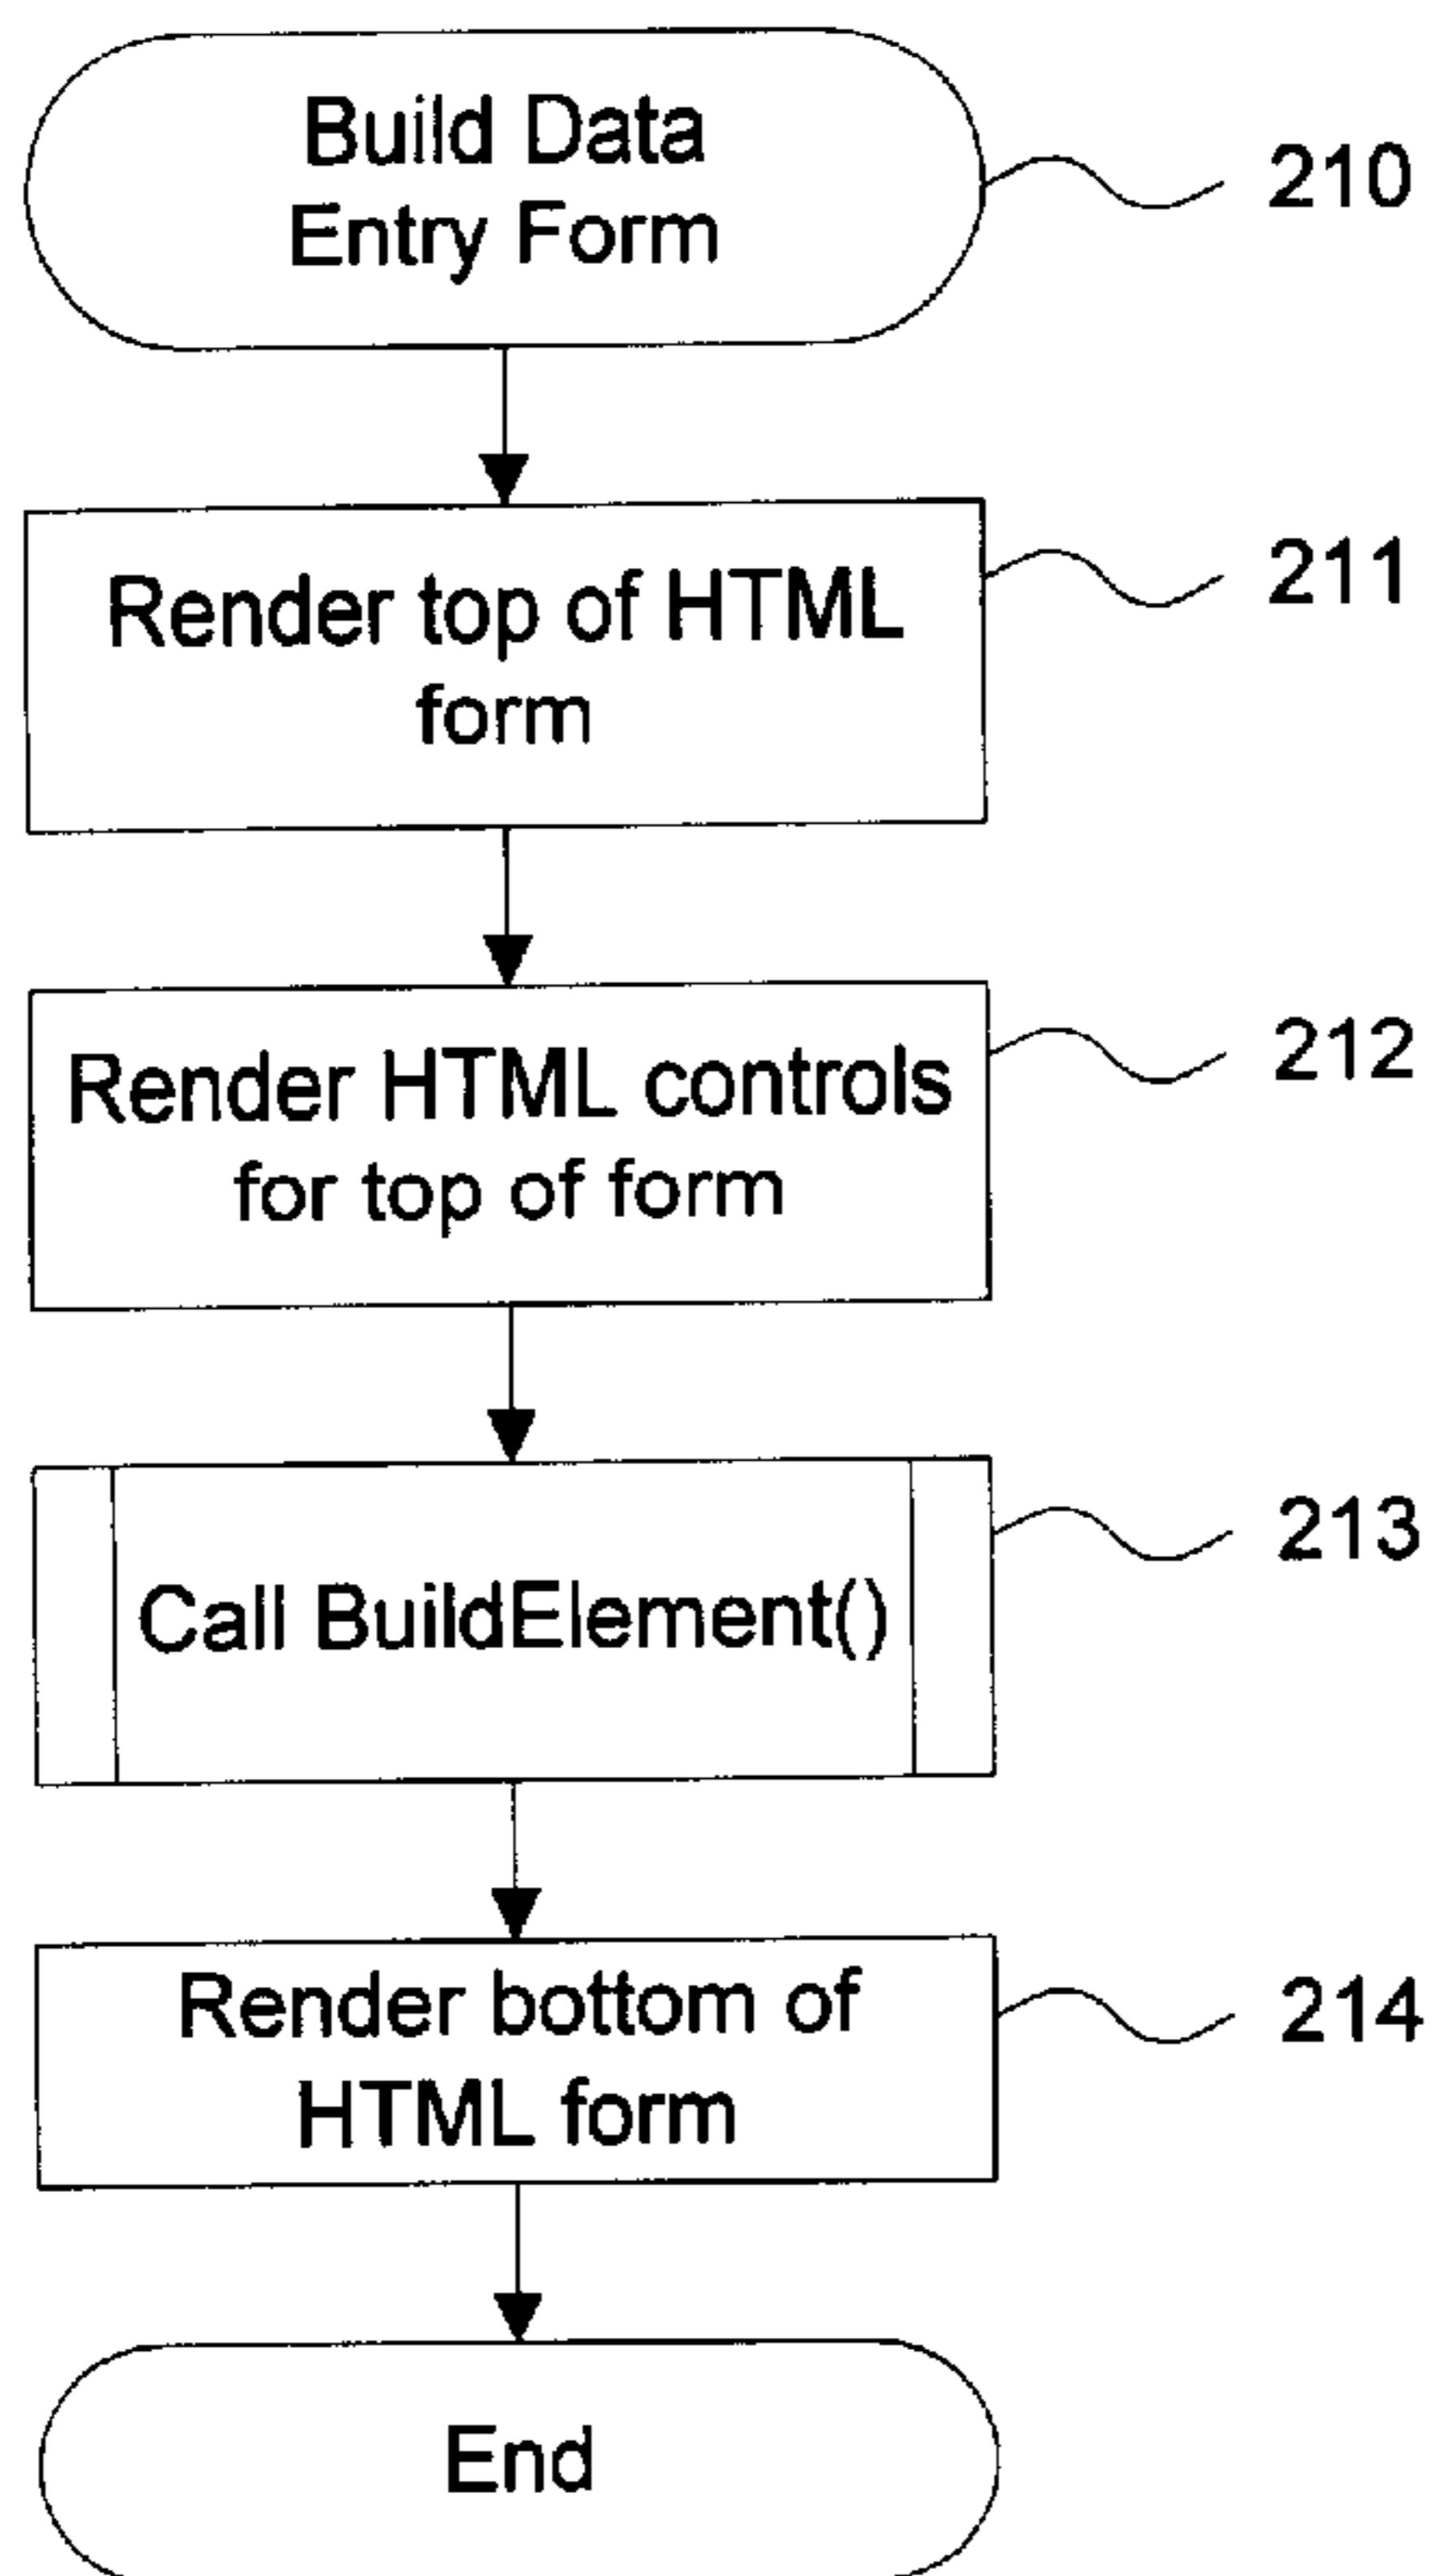 Build Data
Entry Form
210
Render top of HTML
form
211
Render HTML controls
for top of form
212
Call BuildElement()
213
Render bottom of
HTML form
214
End